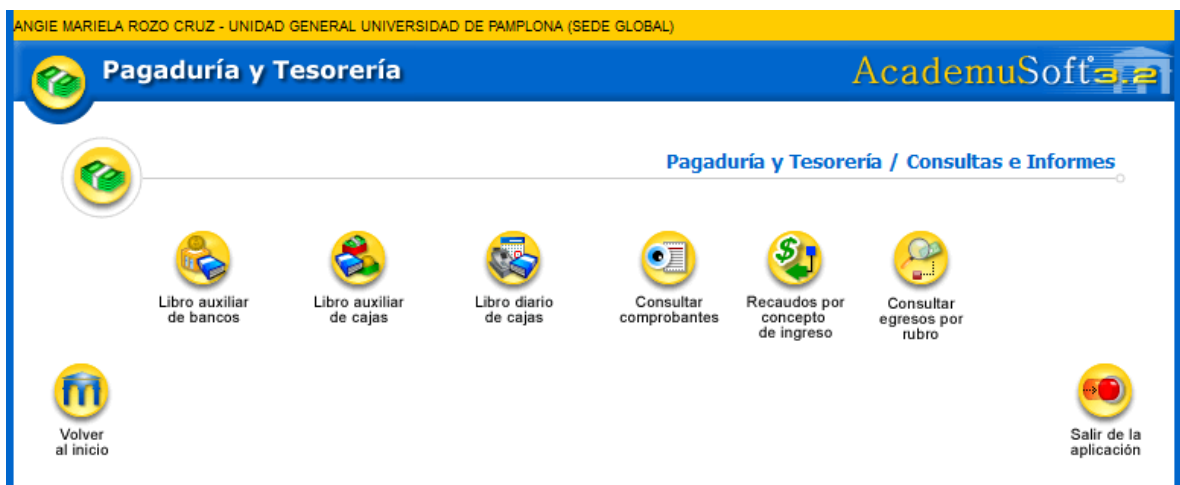 ANGIE MARIELA ROZO CRUZ - UNIDAD GENERAL UNIVERSIDAD DE PAMPLONA (SEDE GLOBAL)
Pagaduría y Tesorería
AcademuSoft 3.2
Pagaduría y Tesorería / Consultas e Informes
Libro auxiliar
de bancos
Libro auxiliar
de cajas
Libro diario
de cajas
Consultar
comprobantes
Recaudos por
concepto
de ingreso
Consultar
egresos por
rubro
Volver
al inicio
Salir de la
aplicación